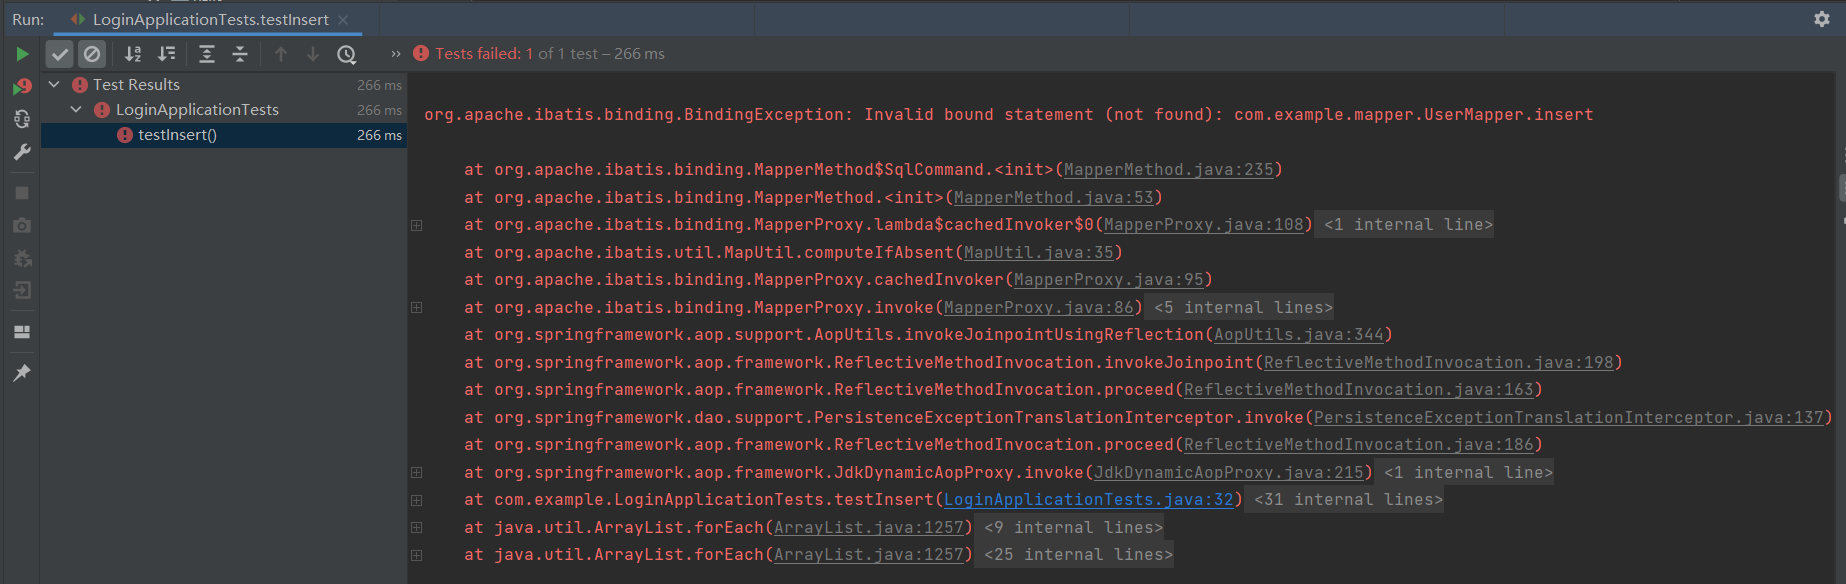 Run: LoginApplicationTests.testInsert
Tests failed: 1 of 1 test – 266 ms
Test Results 266 ms
LoginApplicationTests 266 ms
testInsert() 266 ms
org.apache.ibatis.binding.BindingException: Invalid bound statement (not found): com.example.mapper.UserMapper.insert
at org.apache.ibatis.binding.MapperMethod$SqlCommand.<init>(MapperMethod.java:235)
at org.apache.ibatis.binding.MapperMethod.<init>(MapperMethod.java:53)
at org.apache.ibatis.binding.MapperProxy.lambda$cachedInvoker$0(MapperProxy.java:108) <1 internal line>
at org.apache.ibatis.util.MapUtil.computeIfAbsent(MapUtil.java:35)
at org.apache.ibatis.binding.MapperProxy.cachedInvoker(MapperProxy.java:95)
at org.apache.ibatis.binding.MapperProxy.invoke(MapperProxy.java:86) <5 internal lines>
at org.springframework.aop.support.AopUtils.invokeJoinpointUsingReflection(AopUtils.java:344)
at org.springframework.aop.framework.ReflectiveMethodInvocation.invokeJoinpoint(ReflectiveMethodInvocation.java:198)
at org.springframework.aop.framework.ReflectiveMethodInvocation.proceed(ReflectiveMethodInvocation.java:163)
at org.springframework.dao.support.PersistenceExceptionTranslationInterceptor.invoke(PersistenceExceptionTranslationInterceptor.java:137)
at org.springframework.aop.framework.ReflectiveMethodInvocation.proceed(ReflectiveMethodInvocation.java:186)
at org.springframework.aop.framework.JdkDynamicAopProxy.invoke(JdkDynamicAopProxy.java:215) <1 internal line>
at com.example.LoginApplicationTests.testInsert(LoginApplicationTests.java:32) <31 internal lines>
at java.util.ArrayList.forEach(ArrayList.java:1257) <9 internal lines>
at java.util.ArrayList.forEach(ArrayList.java:1257) <25 internal lines>